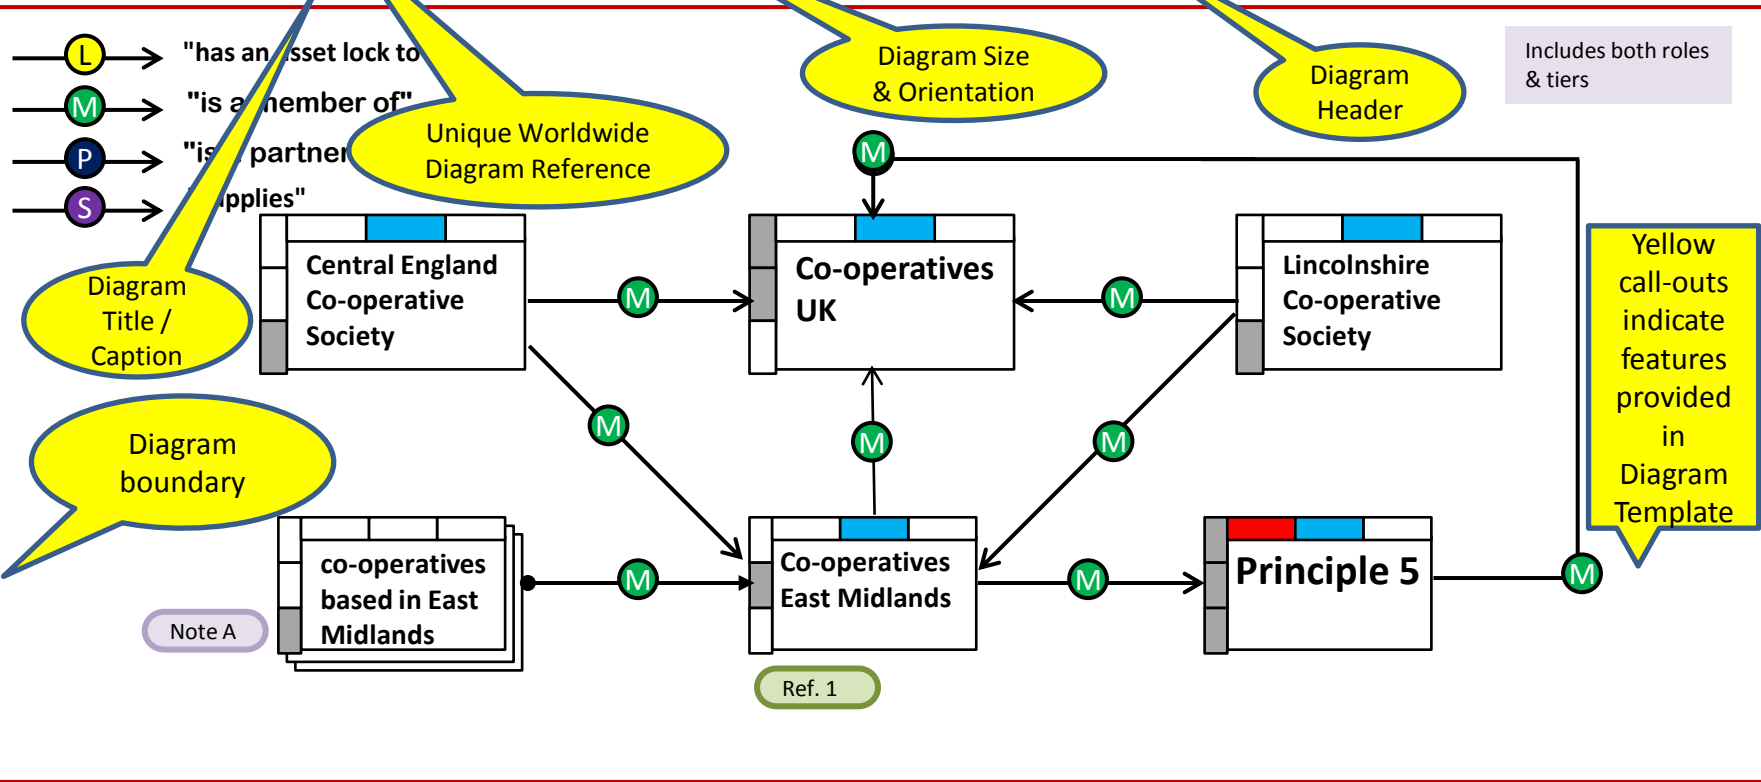 L
"has an asset lock to
M
"is a member of"
P
partner
S
Diagram Size
& Orientation
Diagram
Header
Includes both roles
& tiers
Unique Worldwide
Diagram Reference
Diagram
Title /
Caption
M
Central England
Co-operative
Society
M
Co-operatives
UK
M
Lincolnshire
Co-operative
Society
Yellow
call-outs
indicate
features
provided
in
Diagram
Template
Diagram
boundary
M
M
M
co-operatives
based in East
Midlands
Note A
M
Co-operatives
East Midlands
Ref. 1
M
Principle 5
M